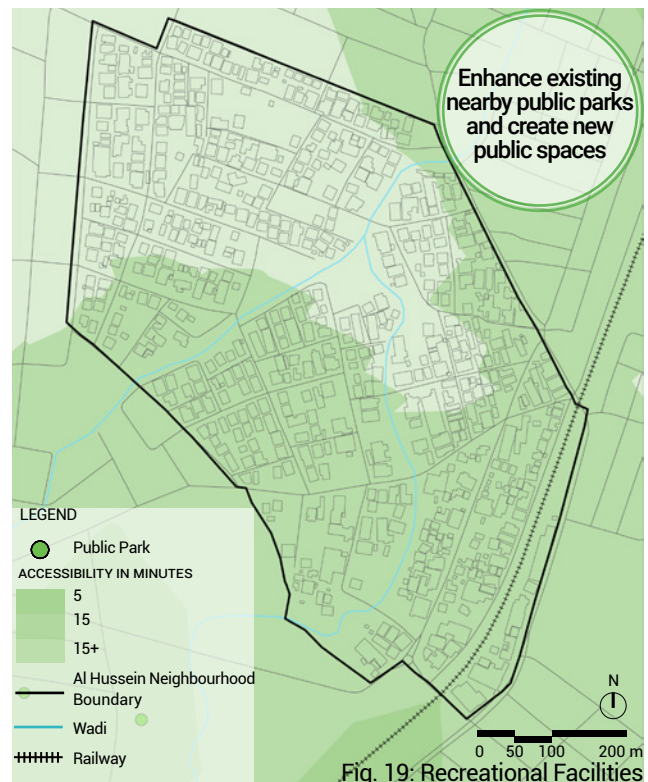 Enhance existing
nearby public parks
and create new
public spaces
LEGEND
Public Park
ACCESSIBILITY IN MINUTES
5
15
15+
Al Hussein Neighbourhood
Boundary
Wadi
Railway
N
0 50 100 200 m
Fig. 19: Recreational Facilities